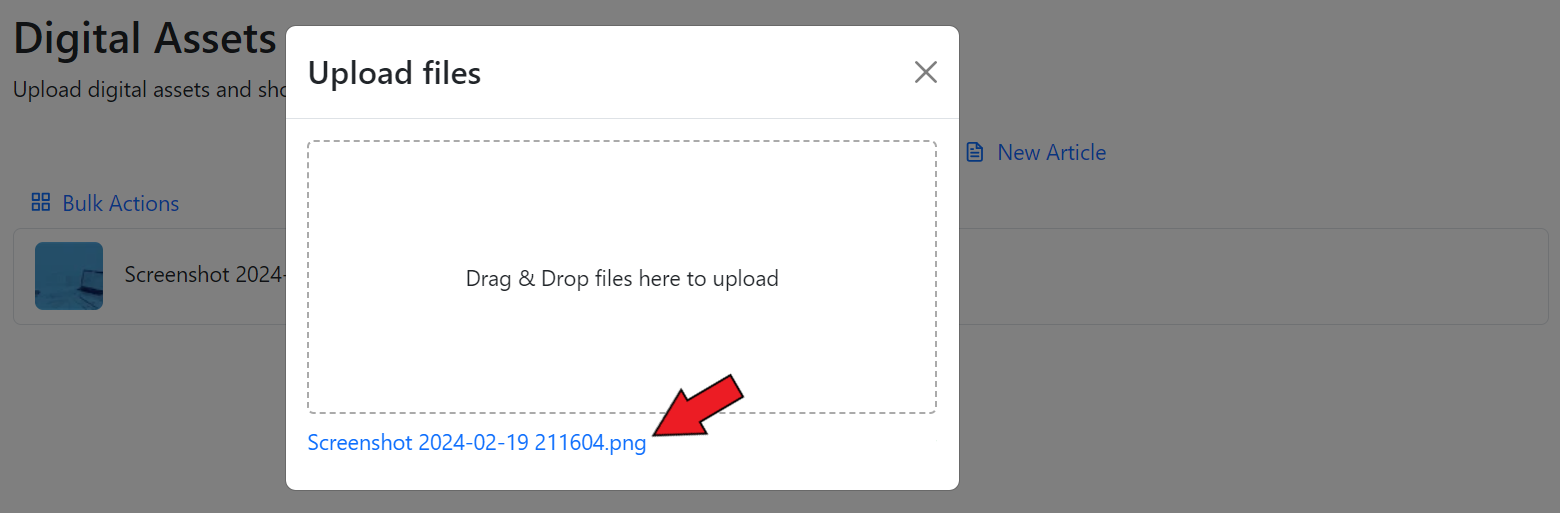 Digital Assets
Upload digital assets and sho
Upload files
New Article
Bulk Actions
Screenshot 2024-
Drag & Drop files here to upload
Screenshot 2024-02-19 211604.png